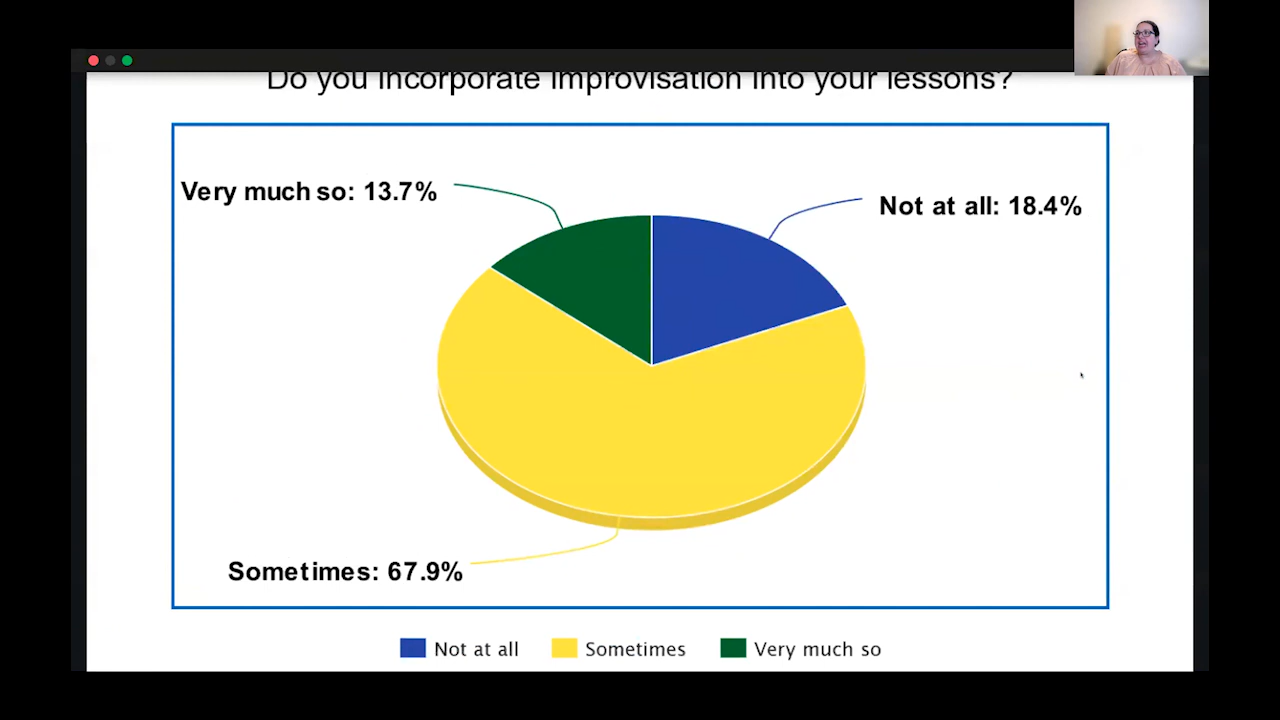 Do you incorporate improvisation into your lessons?
Very much so: 13.7%
Not at all: 18.4%
Sometimes: 67.9%
Not at all
Sometimes
Very much so